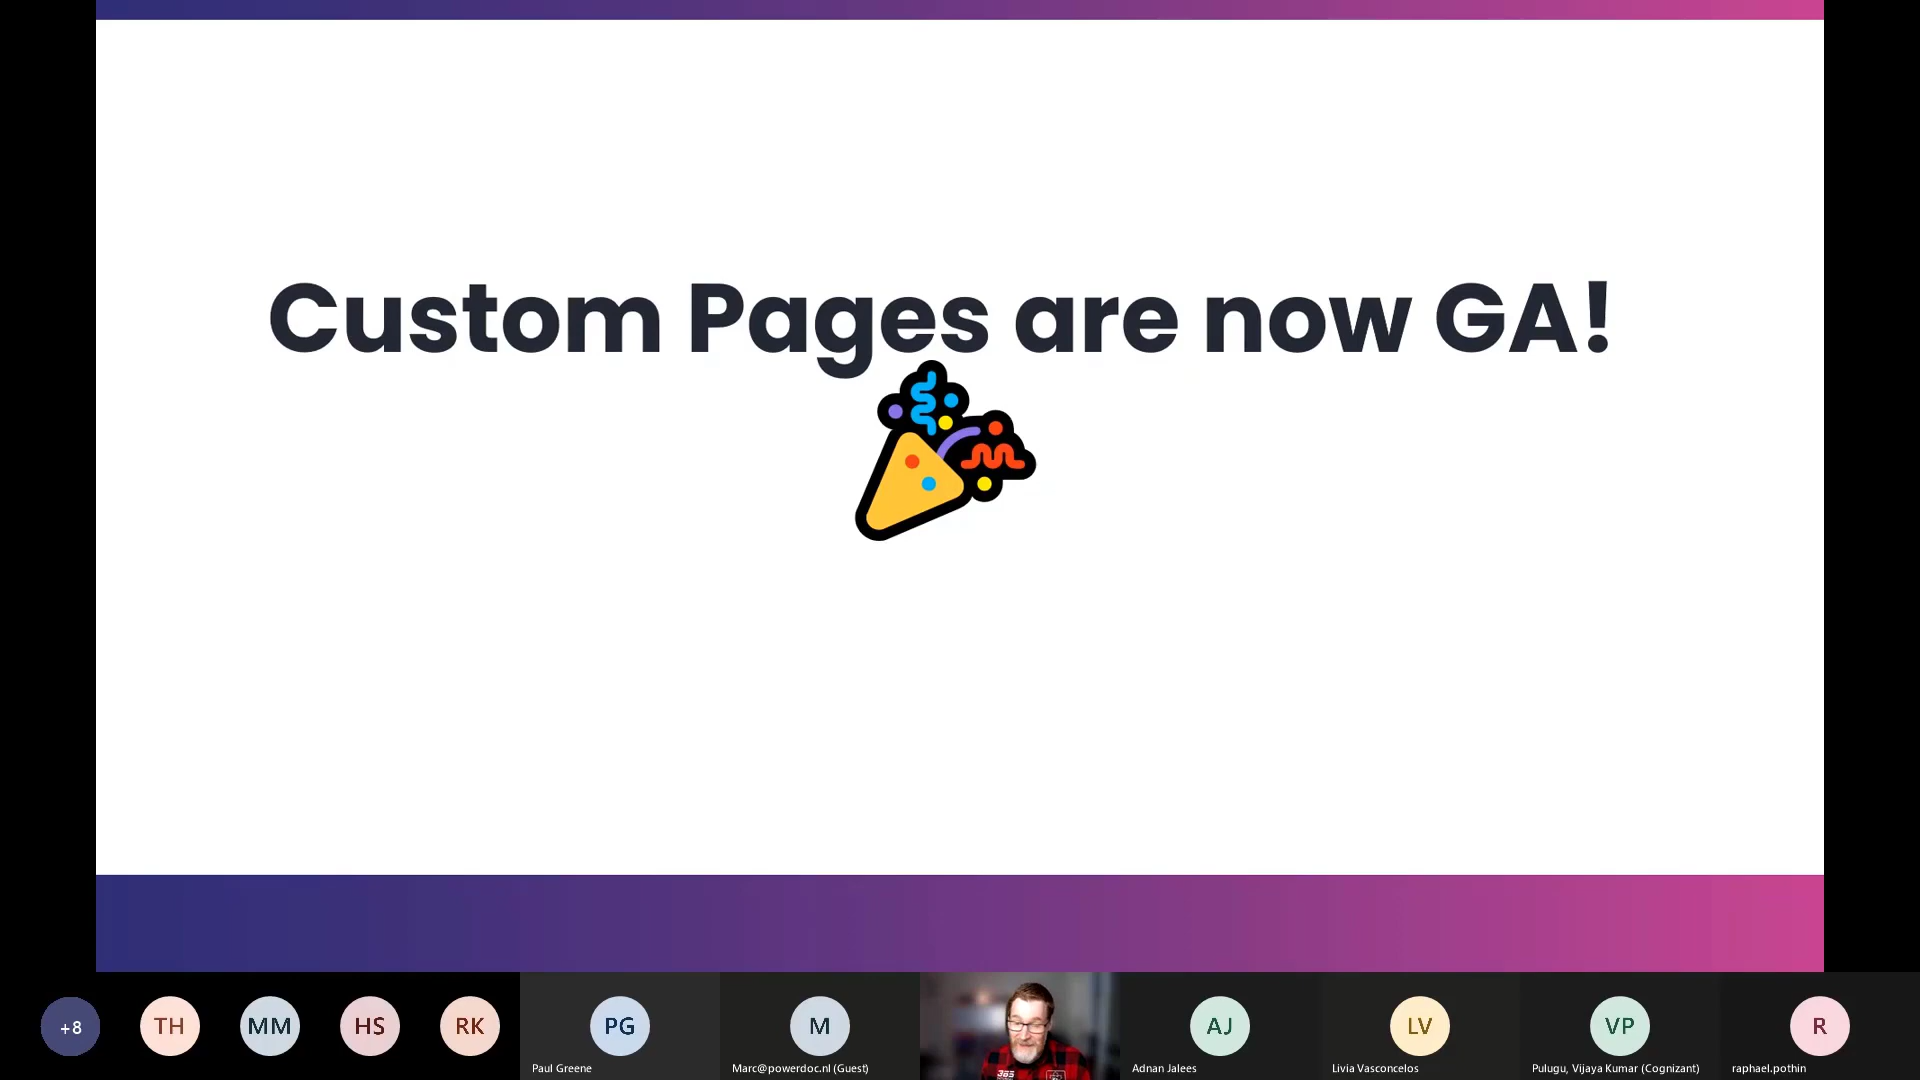 Custom Pages are now GA!
+8
TH
MM
HS
RK
PG
M
AJ
LV
VP
R
Paul Greene
Marc@powerdoc.nl (Guest)
365
Adnan Jalees
Livia Vasconcelos
Pulugu, Vijaya Kumar (Cognizant)
raphael.pothin